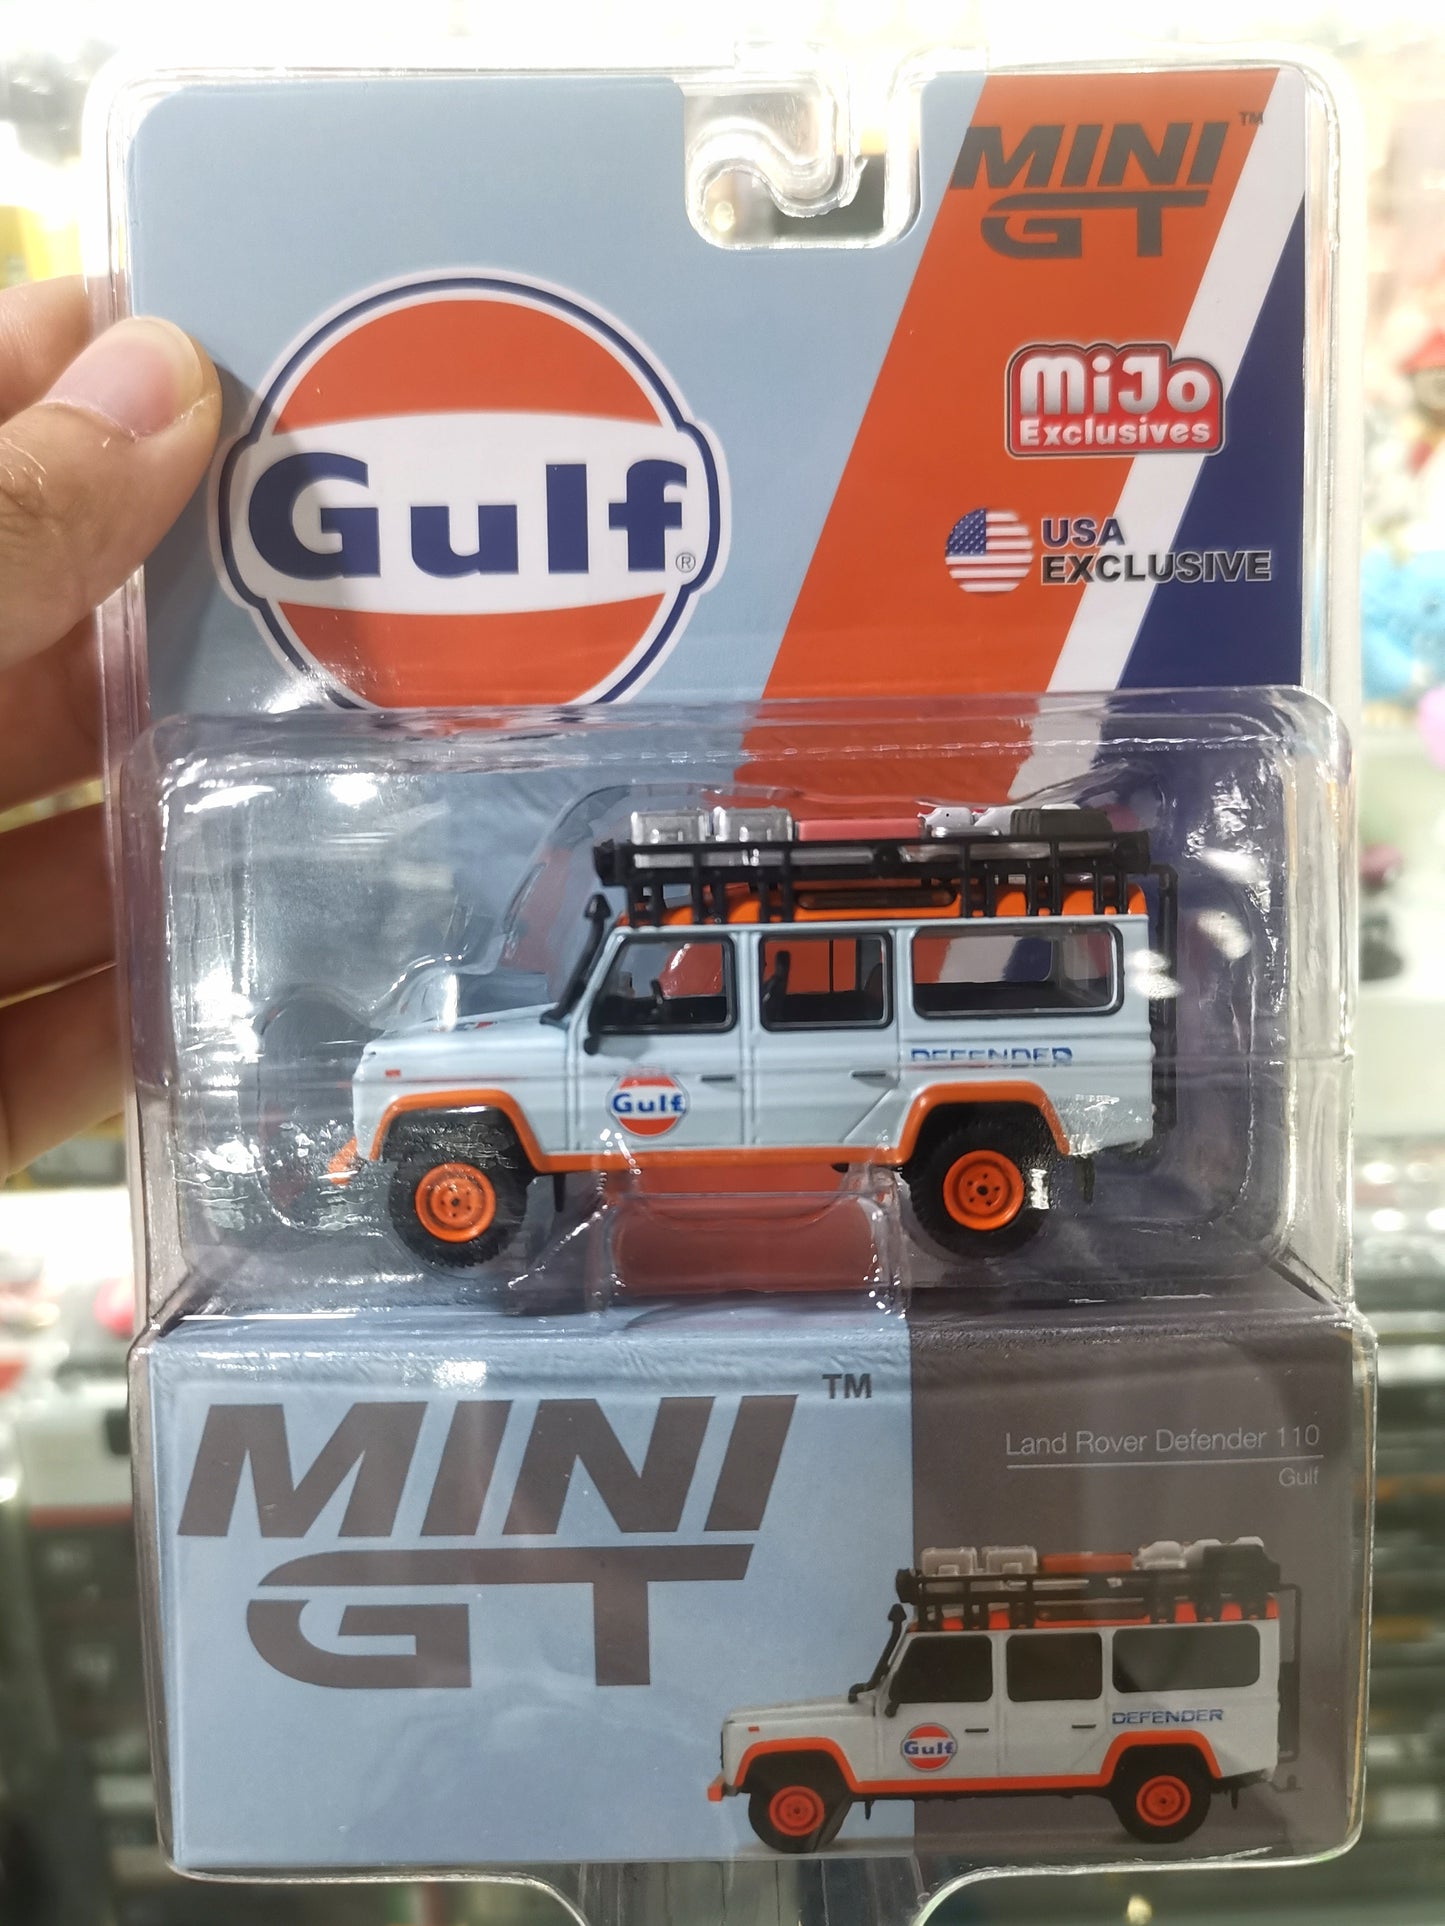 MINI
GT
TM
Gulf
®
MiJo
Exclusives
USA
EXCLUSIVE
DEFENDER
Gulf
MINI
GT
TM
Land Rover Defender 110
Gulf
DEFENDER
Gulf